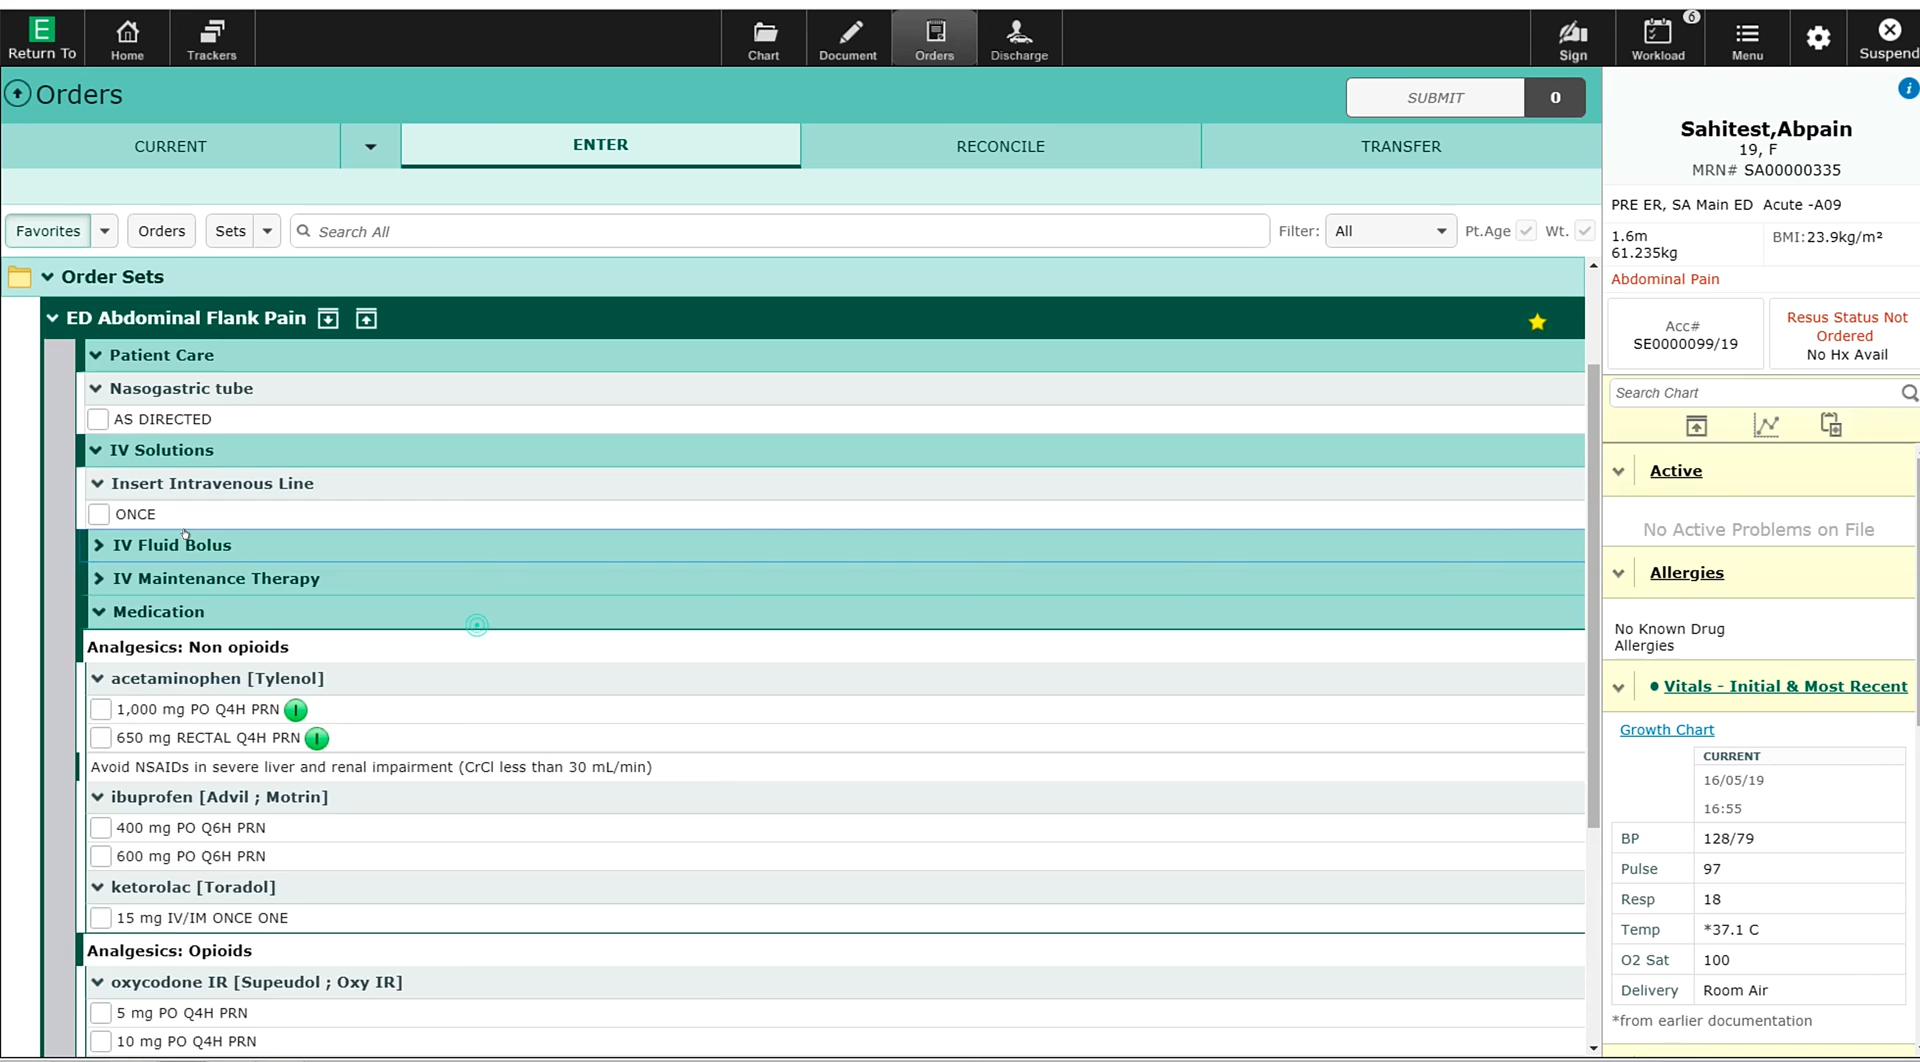 E
Return To
Home
Trackers
Chart
Document
Orders
Discharge
Sign
6
Workload
Menu
Suspend
Orders
SUBMIT 0
CURRENT ENTER RECONCILE TRANSFER
Favorites Orders Sets Search All Filter: All Pt.Age Wt.
Order Sets
ED Abdominal Flank Pain
Patient Care
Nasogastric tube
AS DIRECTED
IV Solutions
Insert Intravenous Line
ONCE
IV Fluid Bolus
IV Maintenance Therapy
Medication
Analgesics: Non opioids
acetaminophen [Tylenol]
1,000 mg PO Q4H PRN I
650 mg RECTAL Q4H PRN I
Avoid NSAIDs in severe liver and renal impairment (CrCl less than 30 mL/min)
ibuprofen [Advil ; Motrin]
400 mg PO Q6H PRN
600 mg PO Q6H PRN
ketorolac [Toradol]
15 mg IV/IM ONCE ONE
Analgesics: Opioids
oxycodone IR [Supeudol ; Oxy IR]
5 mg PO Q4H PRN
10 mg PO Q4H PRN
i
Sahitest,Abpain
19, F
MRN# SA00000335
PRE ER, SA Main ED Acute -A09
1.6m BMI:23.9kg/m²
61.235kg
Abdominal Pain
Acc#
SE0000099/19
Resus Status Not
Ordered
No Hx Avail
Search Chart
Active
No Active Problems on File
Allergies
No Known Drug
Allergies
• Vitals - Initial & Most Recent
Growth Chart
CURRENT
16/05/19
16:55
BP 128/79
Pulse 97
Resp 18
Temp *37.1 C
O2 Sat 100
Delivery Room Air
*from earlier documentation